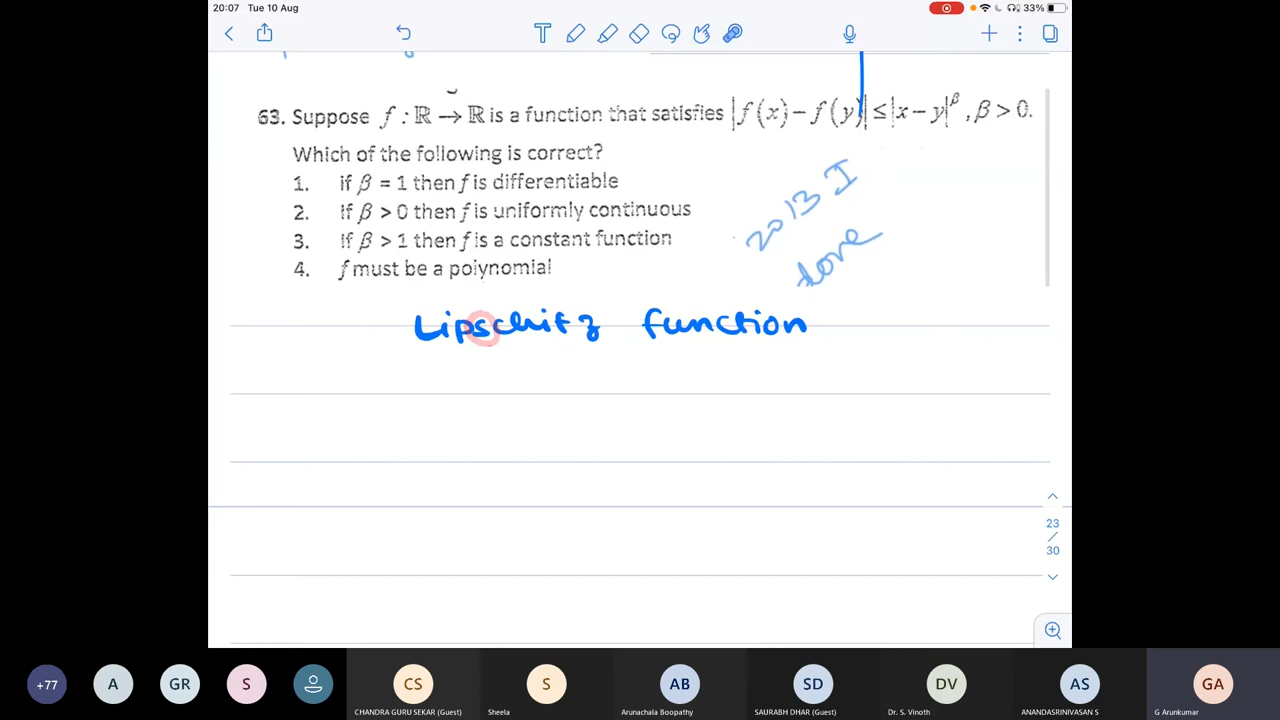 20:07 Tue 10 Aug
33%
63. Suppose f : ℝ → ℝ is a function that satisfies |f(x) − f(y)| ≤ |x − y|^β , β > 0.
Which of the following is correct?
1. if β = 1 then f is differentiable
2. If β > 0 then f is uniformly continuous
3. If β > 1 then f is a constant function
4. f must be a polynomial
2013 I
done
Lipschitz function
23
/
30
+77
A
GR
S
CS
S
AB
SD
DV
AS
GA
CHANDRA GURU SEKAR (Guest)
Sheela
Arunachala Boopathy
SAURABH DHAR (Guest)
Dr. S. Vinoth
ANANDASRINIVASAN S
G Arunkumar